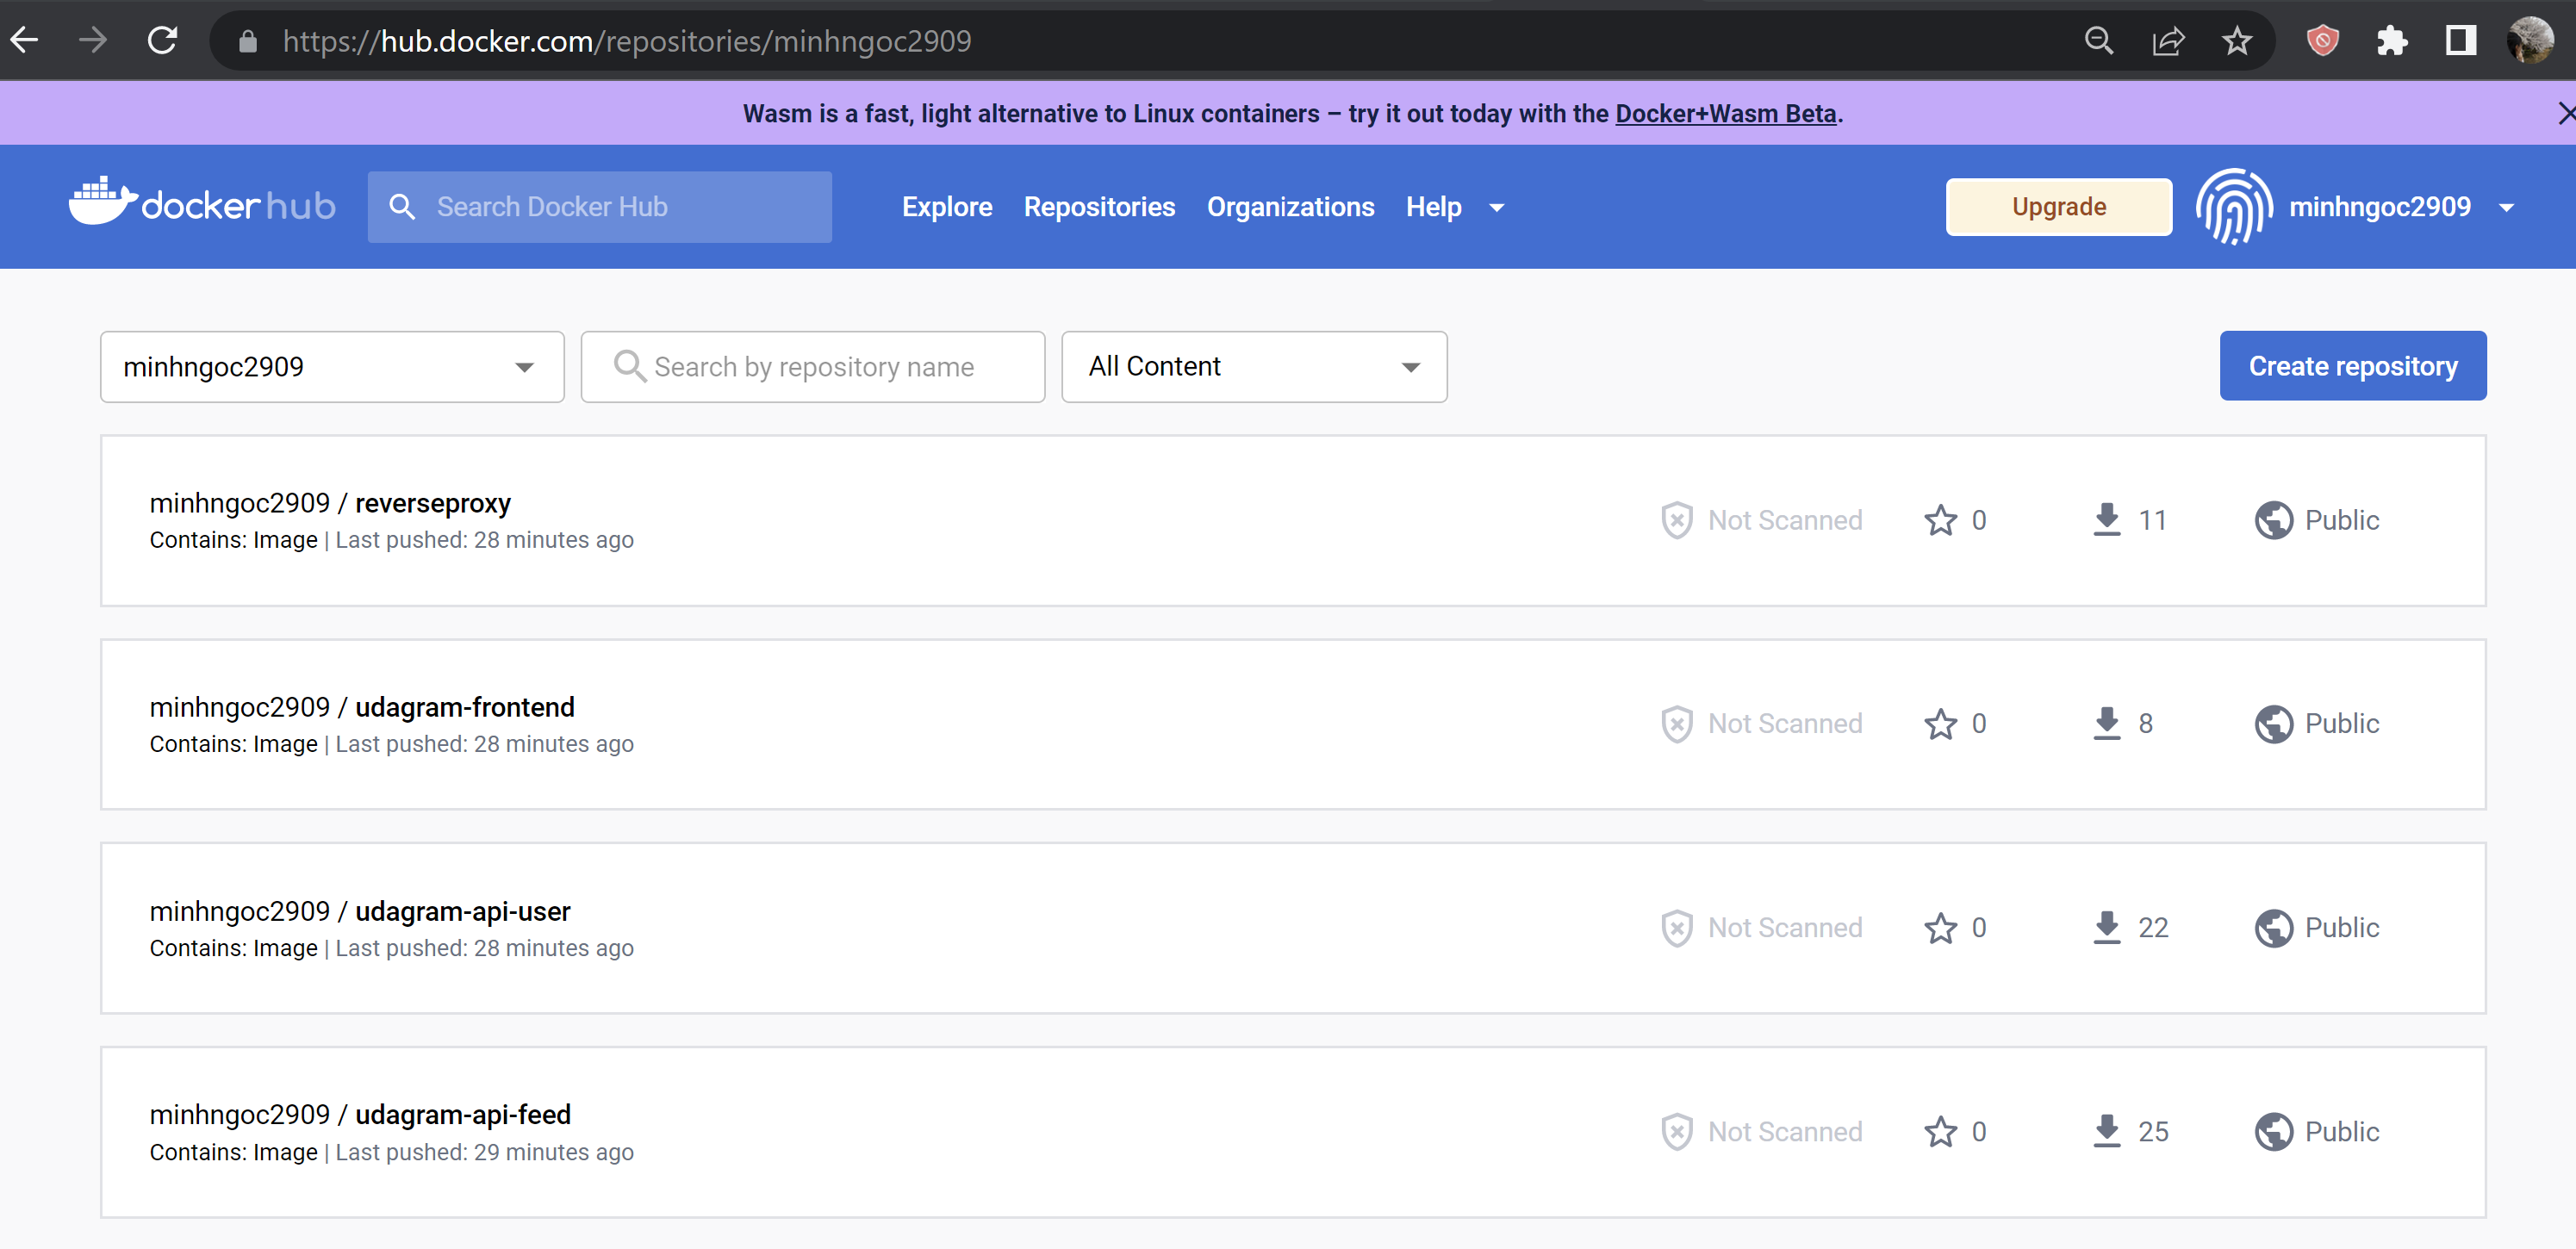 https://hub.docker.com/repositories/minhngoc2909
Wasm is a fast, light alternative to Linux containers – try it out today with the Docker+Wasm Beta.
docker hub
Search Docker Hub
Explore
Repositories
Organizations
Help
Upgrade
minhngoc2909
minhngoc2909
Search by repository name
All Content
Create repository
minhngoc2909 / reverseproxy
Contains: Image | Last pushed: 28 minutes ago
Not Scanned
0
11
Public
minhngoc2909 / udagram-frontend
Contains: Image | Last pushed: 28 minutes ago
Not Scanned
0
8
Public
minhngoc2909 / udagram-api-user
Contains: Image | Last pushed: 28 minutes ago
Not Scanned
0
22
Public
minhngoc2909 / udagram-api-feed
Contains: Image | Last pushed: 29 minutes ago
Not Scanned
0
25
Public